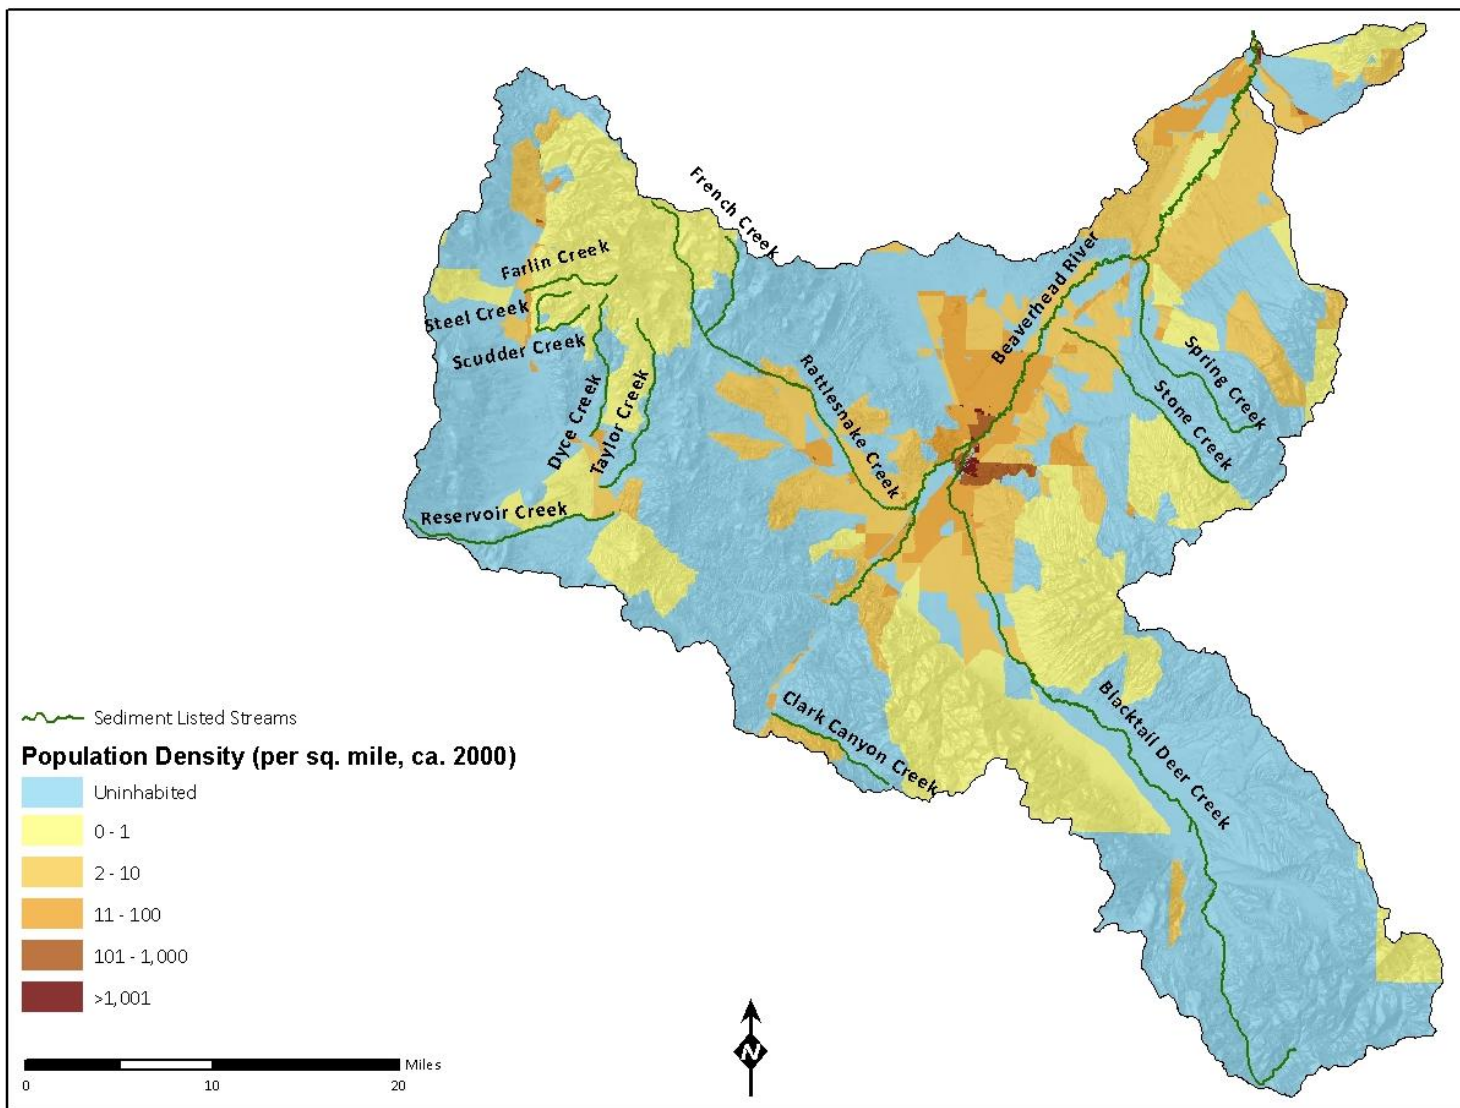 French Creek
Farlin Creek
Steel Creek
Scudder Creek
Beaverhead River
Rattlesnake Creek
Spring Creek
Stone Creek
Dyce Creek
Taylor Creek
Reservoir Creek
Clark Canyon Creek
Blacktail Deer Creek
Sediment Listed Streams
Population Density (per sq. mile, ca. 2000)
Uninhabited
0 - 1
2 - 10
11 - 100
101 - 1,000
>1,001
Miles
0 10 20
N